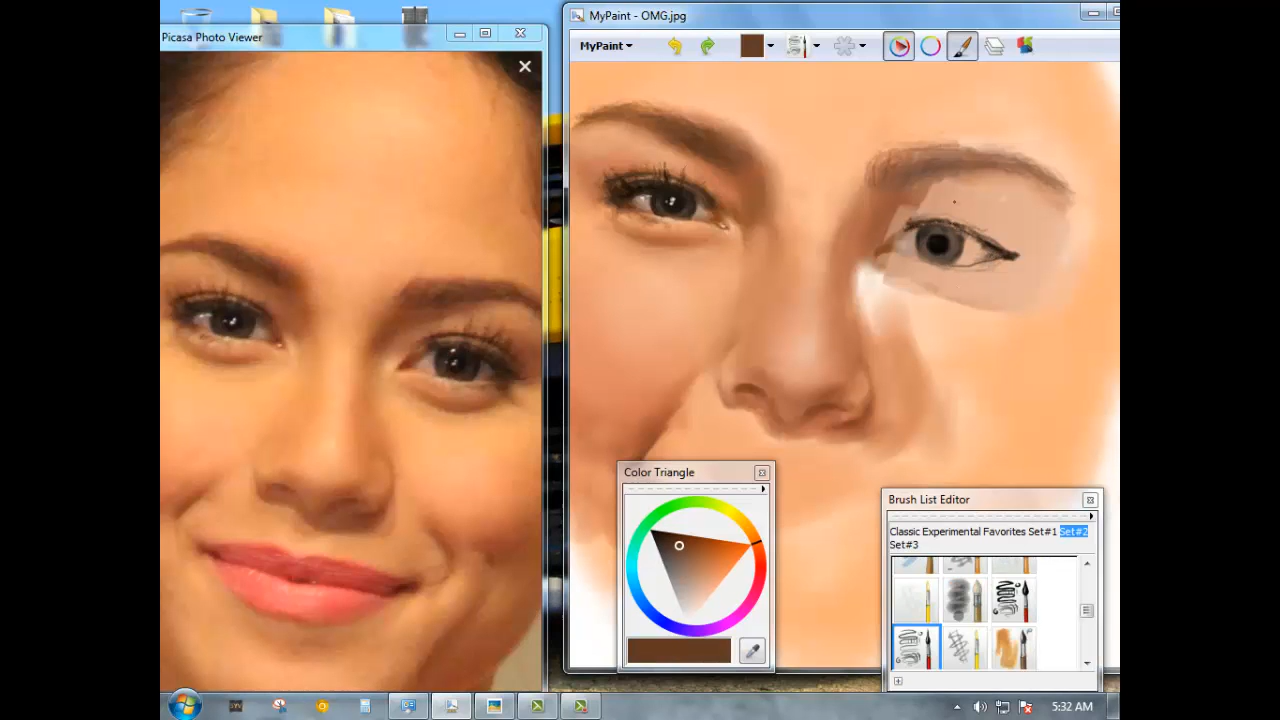 Picasa Photo Viewer
MyPaint - OMG.jpg
MyPaint
Color Triangle
Brush List Editor
Classic Experimental Favorites Set#1 Set#2
Set#3
5:32 AM